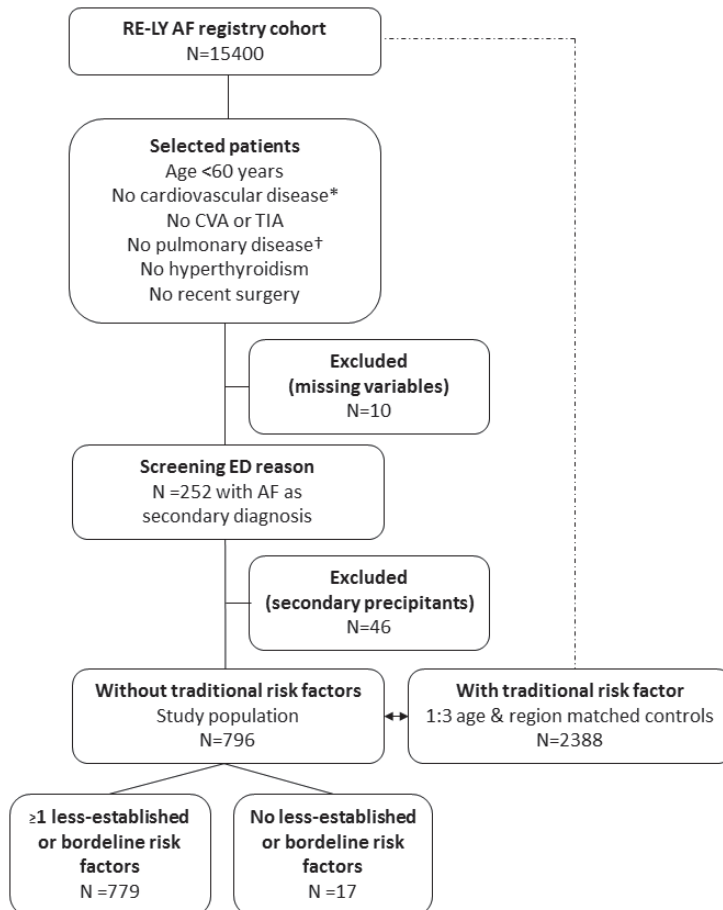 RE-LY AF registry cohort
N=15400
Selected patients
Age <60 years
No cardiovascular disease*
No CVA or TIA
No pulmonary disease†
No hyperthyroidism
No recent surgery
Excluded
(missing variables)
N=10
Screening ED reason
N =252 with AF as
secondary diagnosis
Excluded
(secondary precipitants)
N=46
Without traditional risk factors
Study population
N=796
With traditional risk factor
1:3 age & region matched controls
N=2388
≥1 less-established
or bordeline risk
factors
N =779
No less-established
or bordeline risk
factors
N =17